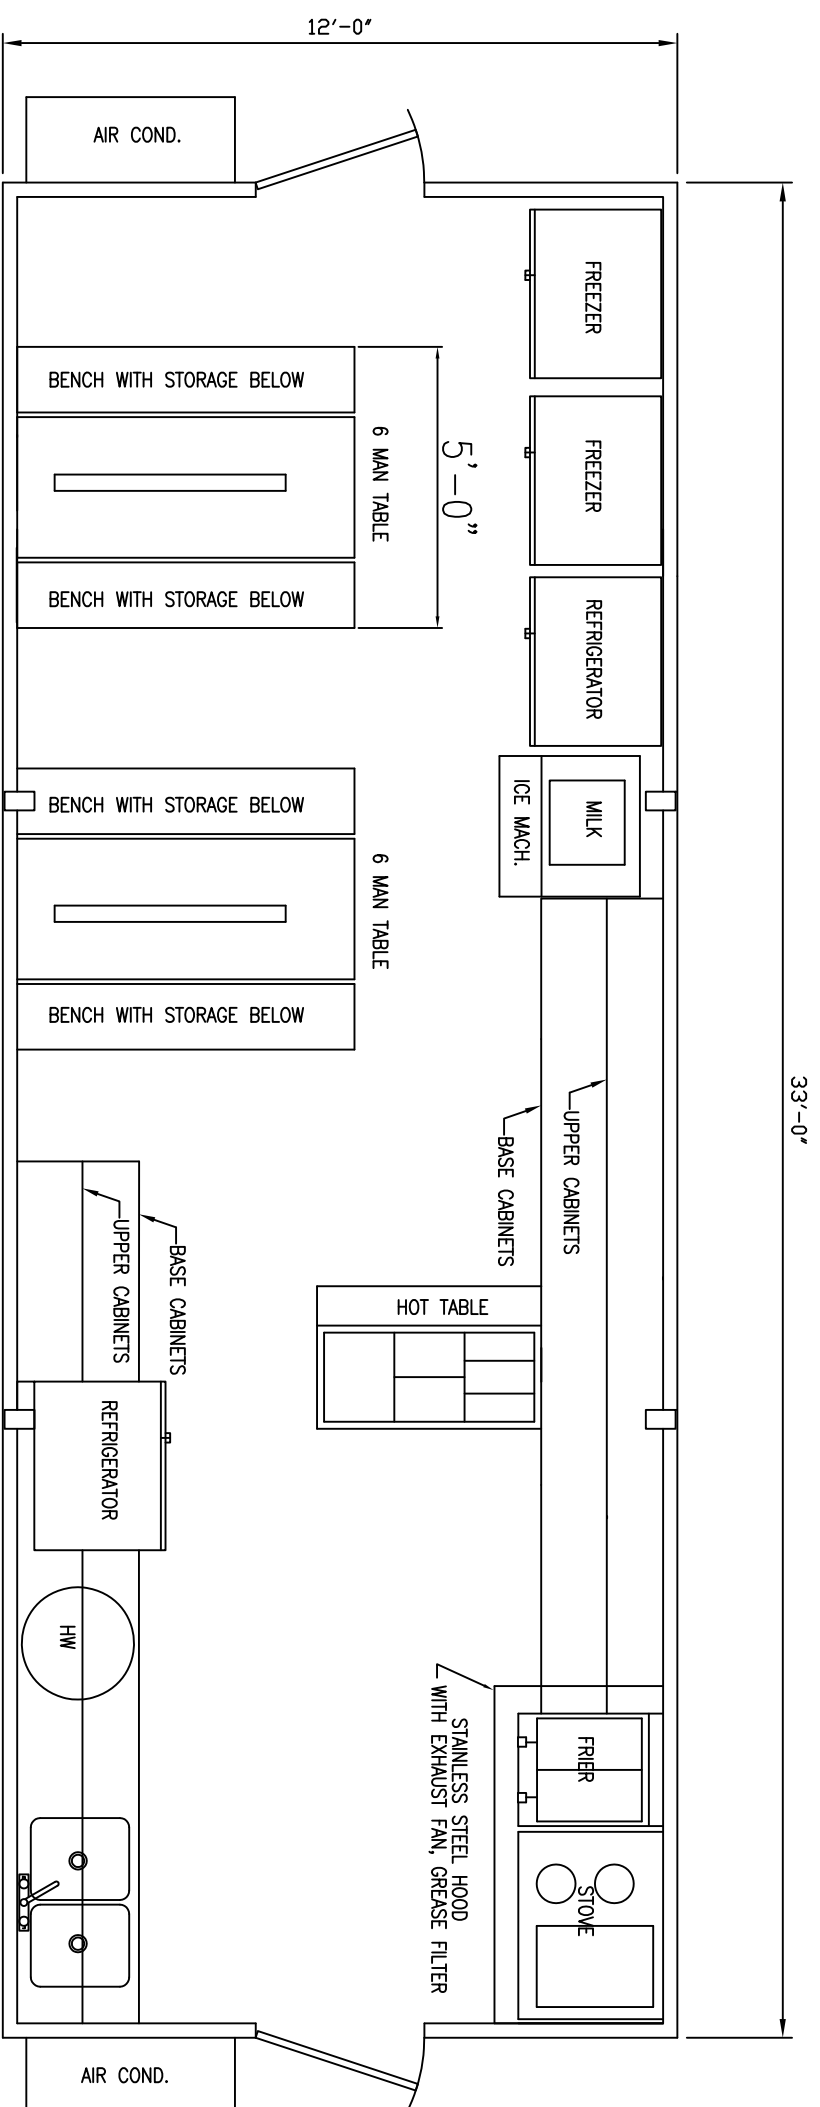 12'-0"
AIR COND.
FREEZER
BENCH WITH STORAGE BELOW
6 MAN TABLE
5'-0"
FREEZER
BENCH WITH STORAGE BELOW
REFRIGERATOR
BENCH WITH STORAGE BELOW
ICE MACH.
MILK
6 MAN TABLE
BENCH WITH STORAGE BELOW
33'-0"
UPPER CABINETS
BASE CABINETS
BASE CABINETS
UPPER CABINETS
HOT TABLE
REFRIGERATOR
HW
STAINLESS STEEL HOOD
WITH EXHAUST FAN, GREASE FILTER
FRIER
STOVE
AIR COND.